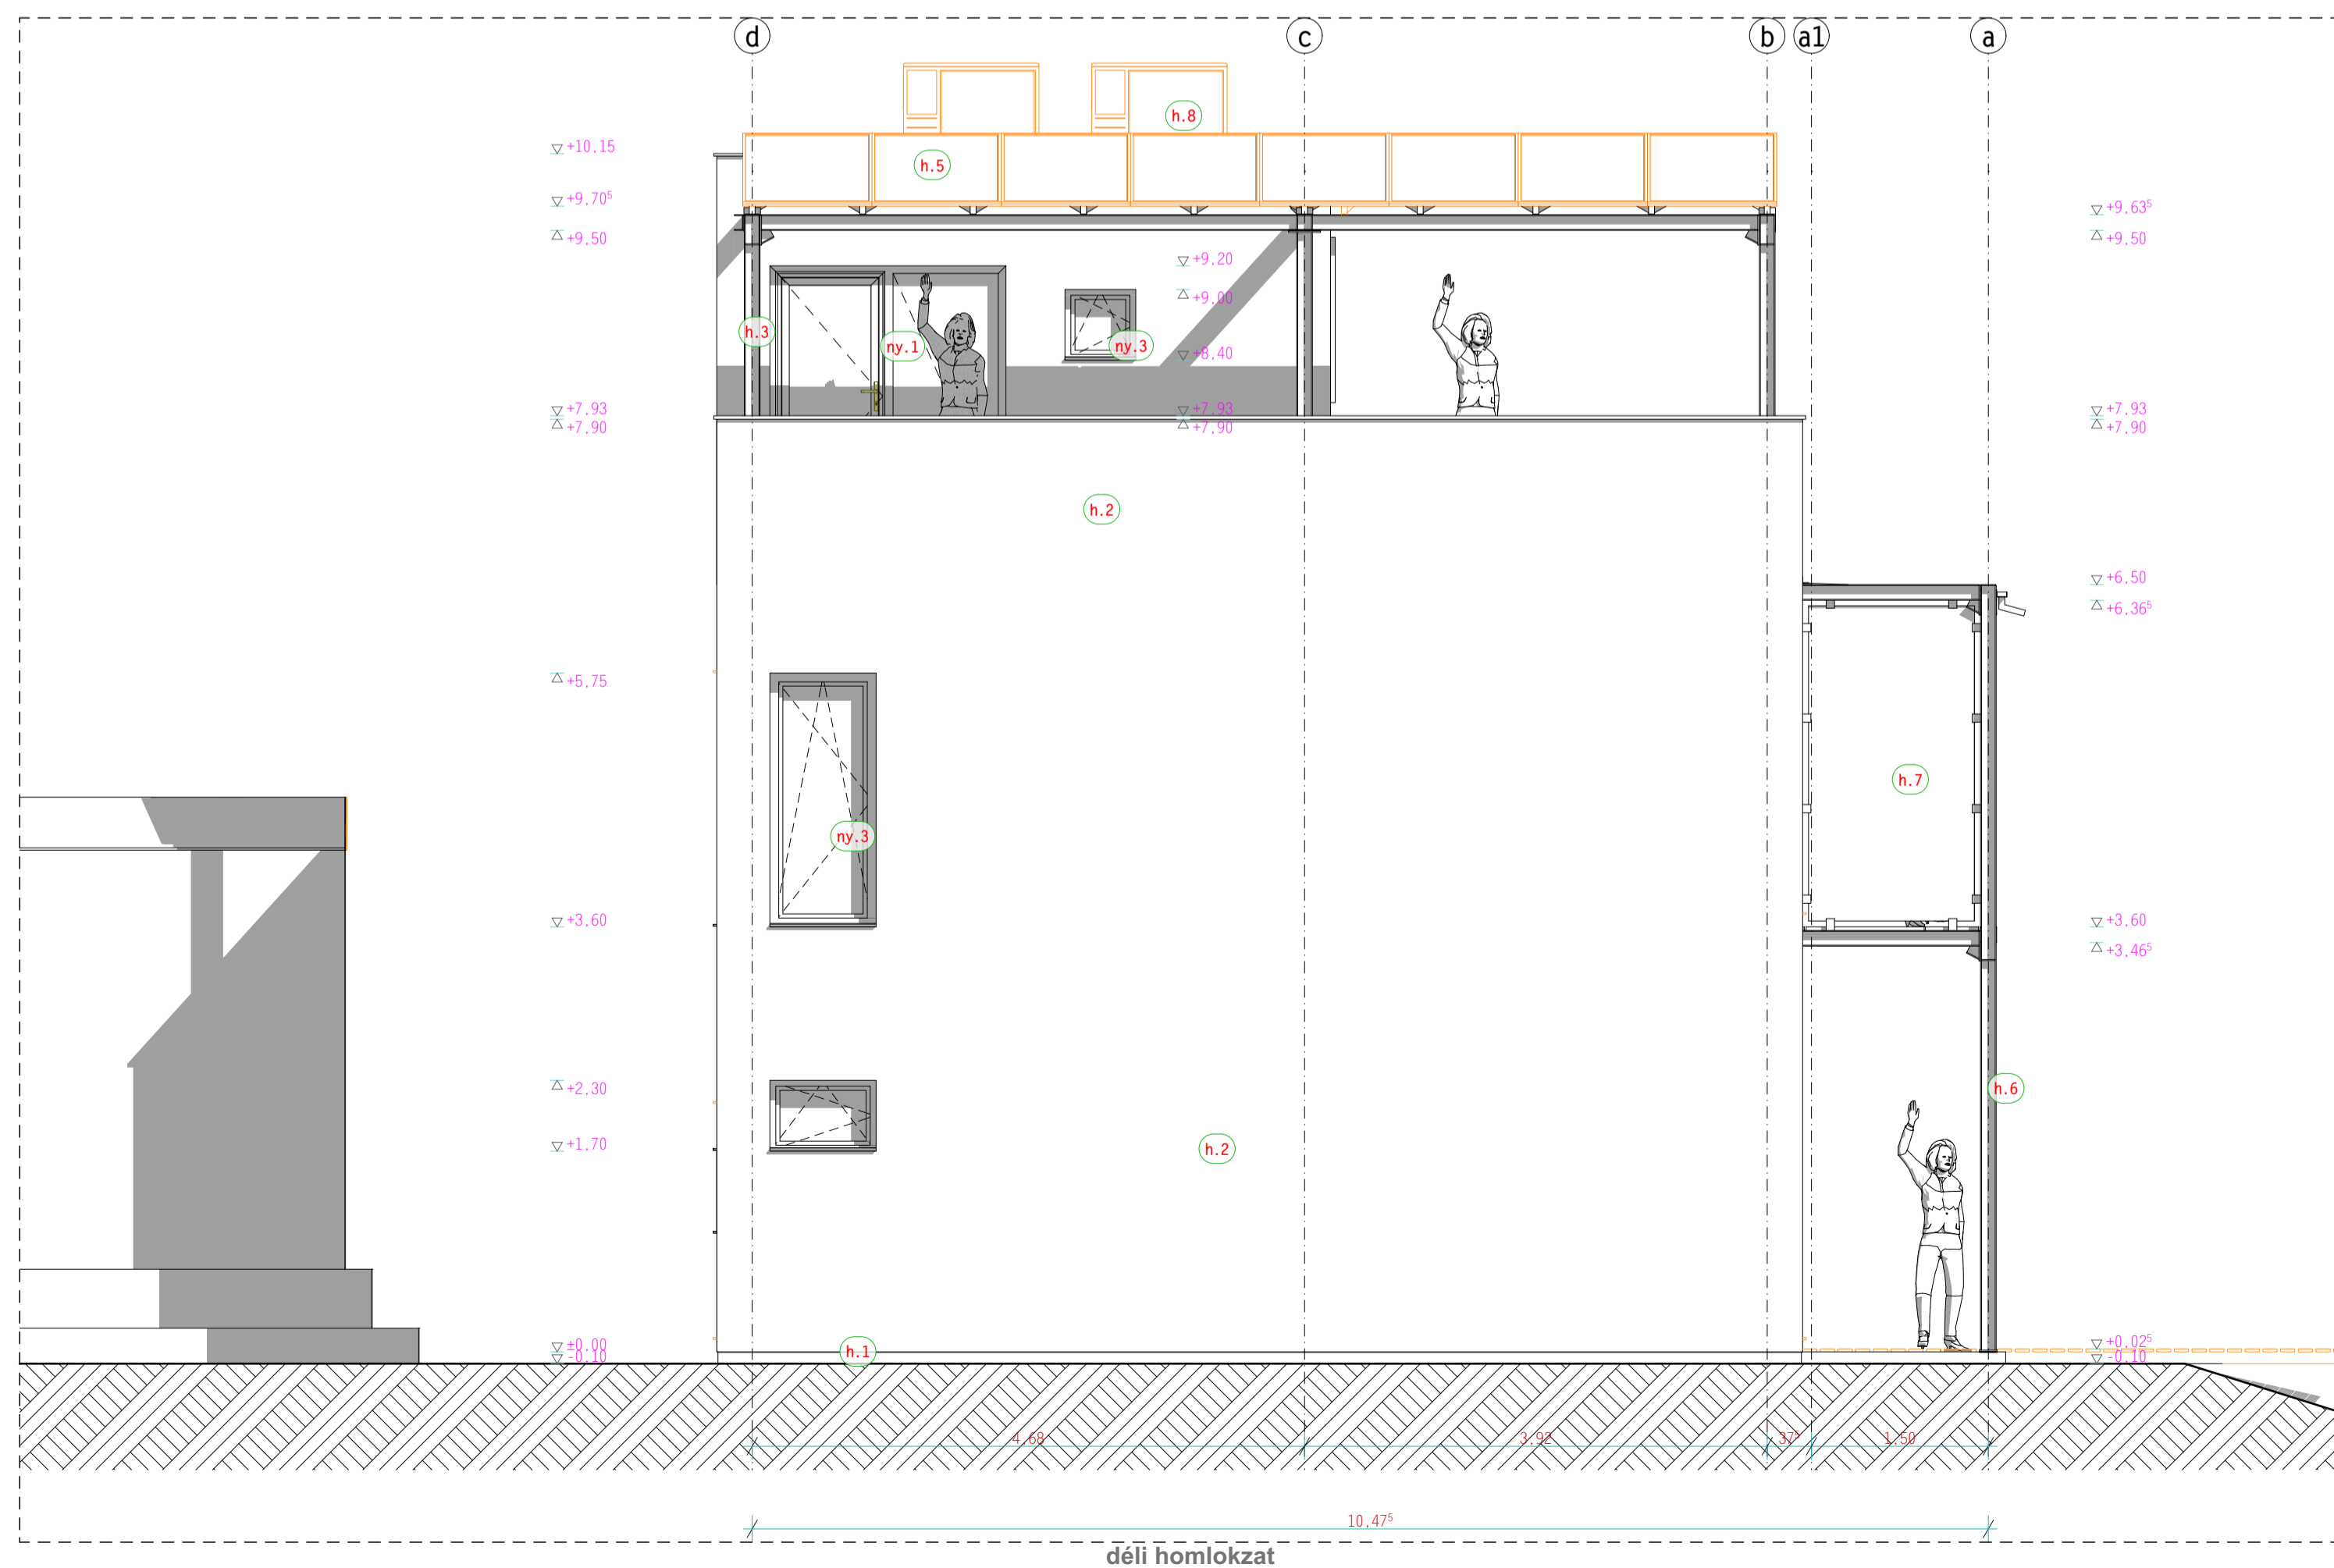 d c b a1 a
h.8
+10,15
h.5
+9,70⁵
+9,63⁵
+9,50
+9,50
+9,20
+9,00
h.3
ny.1
ny.3
+8,40
+7,93 +7,93 +7,93
+7,90 +7,90 +7,90
h.2
+6,50
+6,36⁵
+5,75
h.7
ny.3
+3,60 +3,60
+3,46⁵
+2,30
h.6
+1,70
h.2
±0,00
-0,10
h.1
+0,02⁵
-0,10
4,68 3,92 37⁵ 1,50
10,47⁵
déli homlokzat